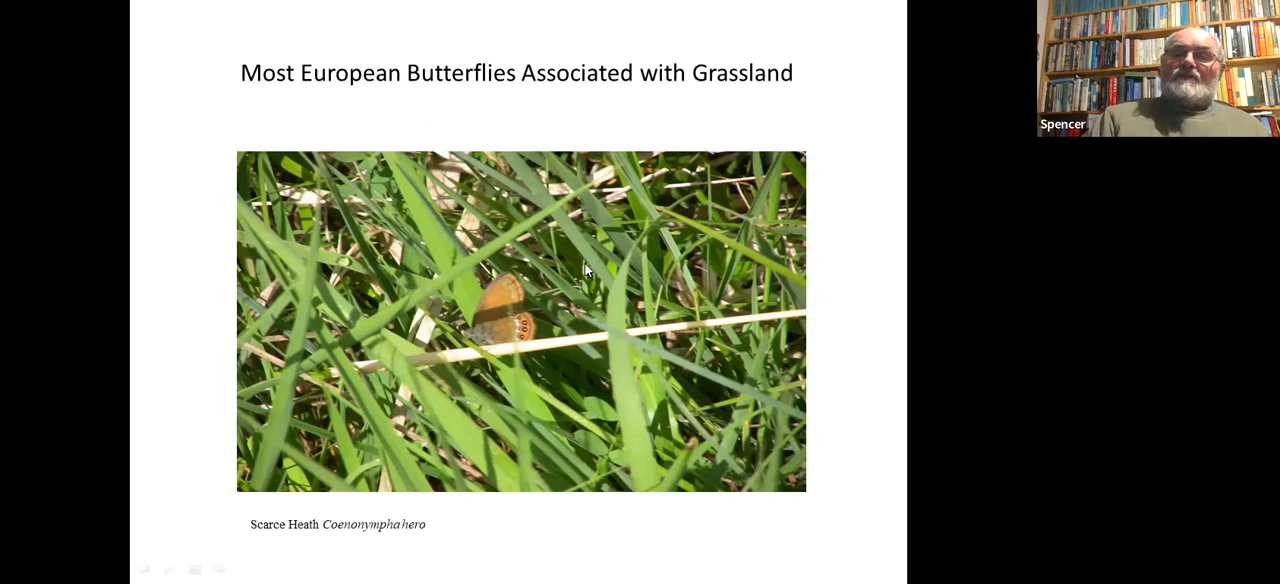 Most European Butterflies Associated with Grassland
Spencer
Scarce Heath Coenonympha hero